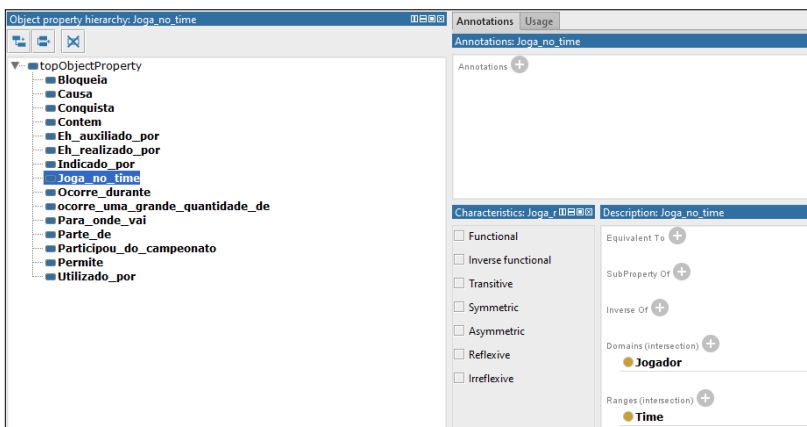 Object property hierarchy: Joga_no_time
topObjectProperty
Bloqueia
Causa
Conquista
Contem
Eh_auxiliado_por
Eh_realizado_por
Indicado_por
Joga_no_time
Ocorre_durante
ocorre_uma_grande_quantidade_de
Para_onde_vai
Parte_de
Participou_do_campeonato
Permite
Utilizado_por
Annotations Usage
Annotations: Joga_no_time
Annotations
Characteristics: Joga_r
Functional
Inverse functional
Transitive
Symmetric
Asymmetric
Reflexive
Irreflexive
Description: Joga_no_time
Equivalent To
SubProperty Of
Inverse Of
Domains (intersection)
Jogador
Ranges (intersection)
Time